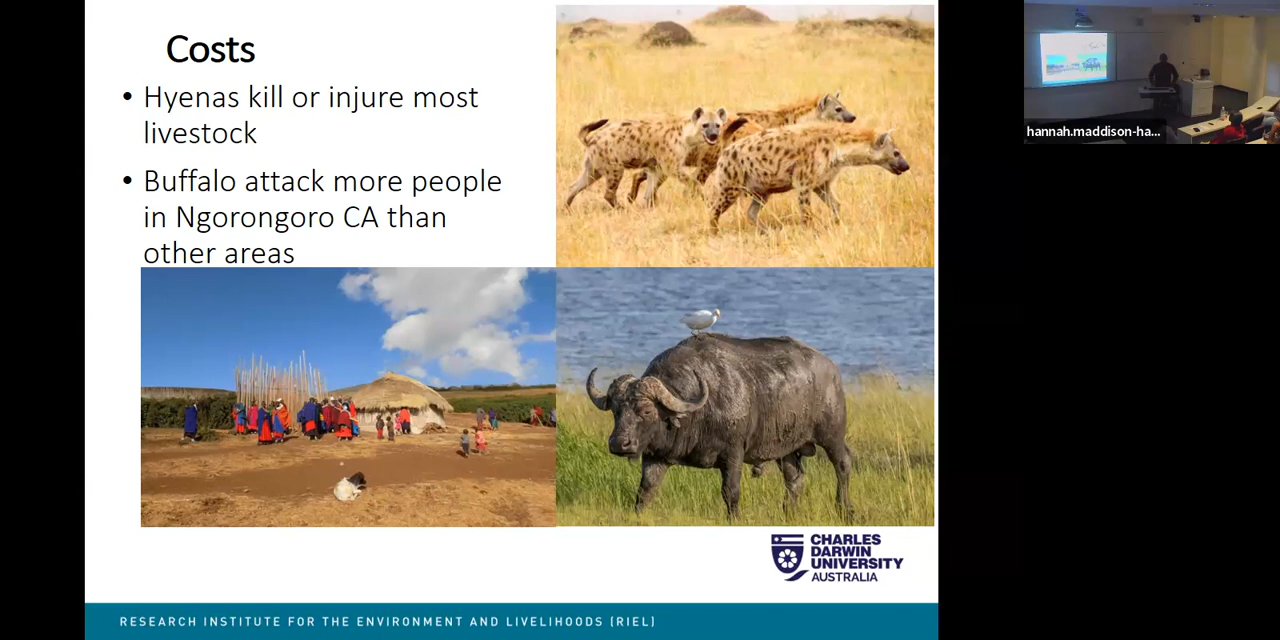 Costs
• Hyenas kill or injure most
livestock
• Buffalo attack more people
in Ngorongoro CA than
other areas
hannah.maddison-ha...
CHARLES
DARWIN
UNIVERSITY
AUSTRALIA
RESEARCH INSTITUTE FOR THE ENVIRONMENT AND LIVELIHOODS (RIEL)